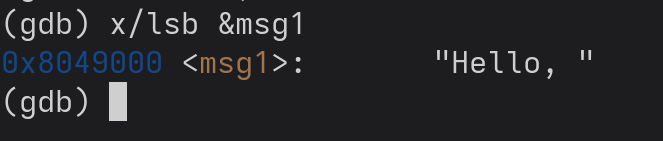 (gdb) x/lsb &msg1
0x8049000 <msg1>: "Hello, "
(gdb)